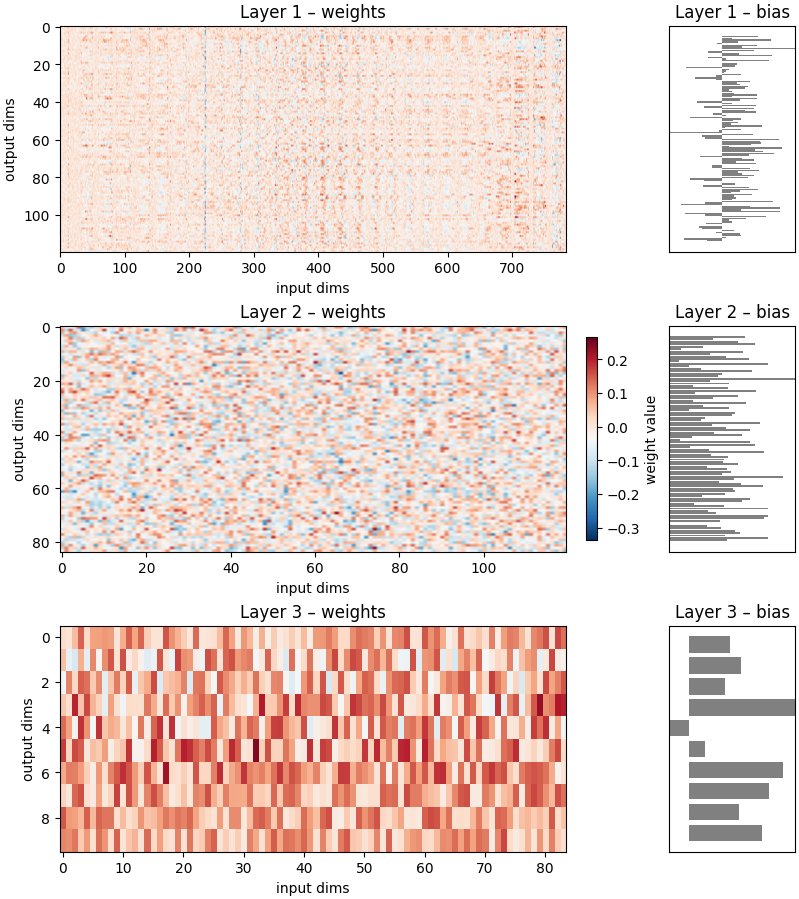 Layer 1 – weights
Layer 1 – bias
0
20
40
60
80
100
output dims
0 100 200 300 400 500 600 700
input dims
Layer 2 – weights
Layer 2 – bias
0
20
40
60
80
output dims
0 20 40 60 80 100
input dims
0.2
0.1
0.0
−0.1
−0.2
−0.3
weight value
Layer 3 – weights
Layer 3 – bias
0
2
4
6
8
output dims
0 10 20 30 40 50 60 70 80
input dims